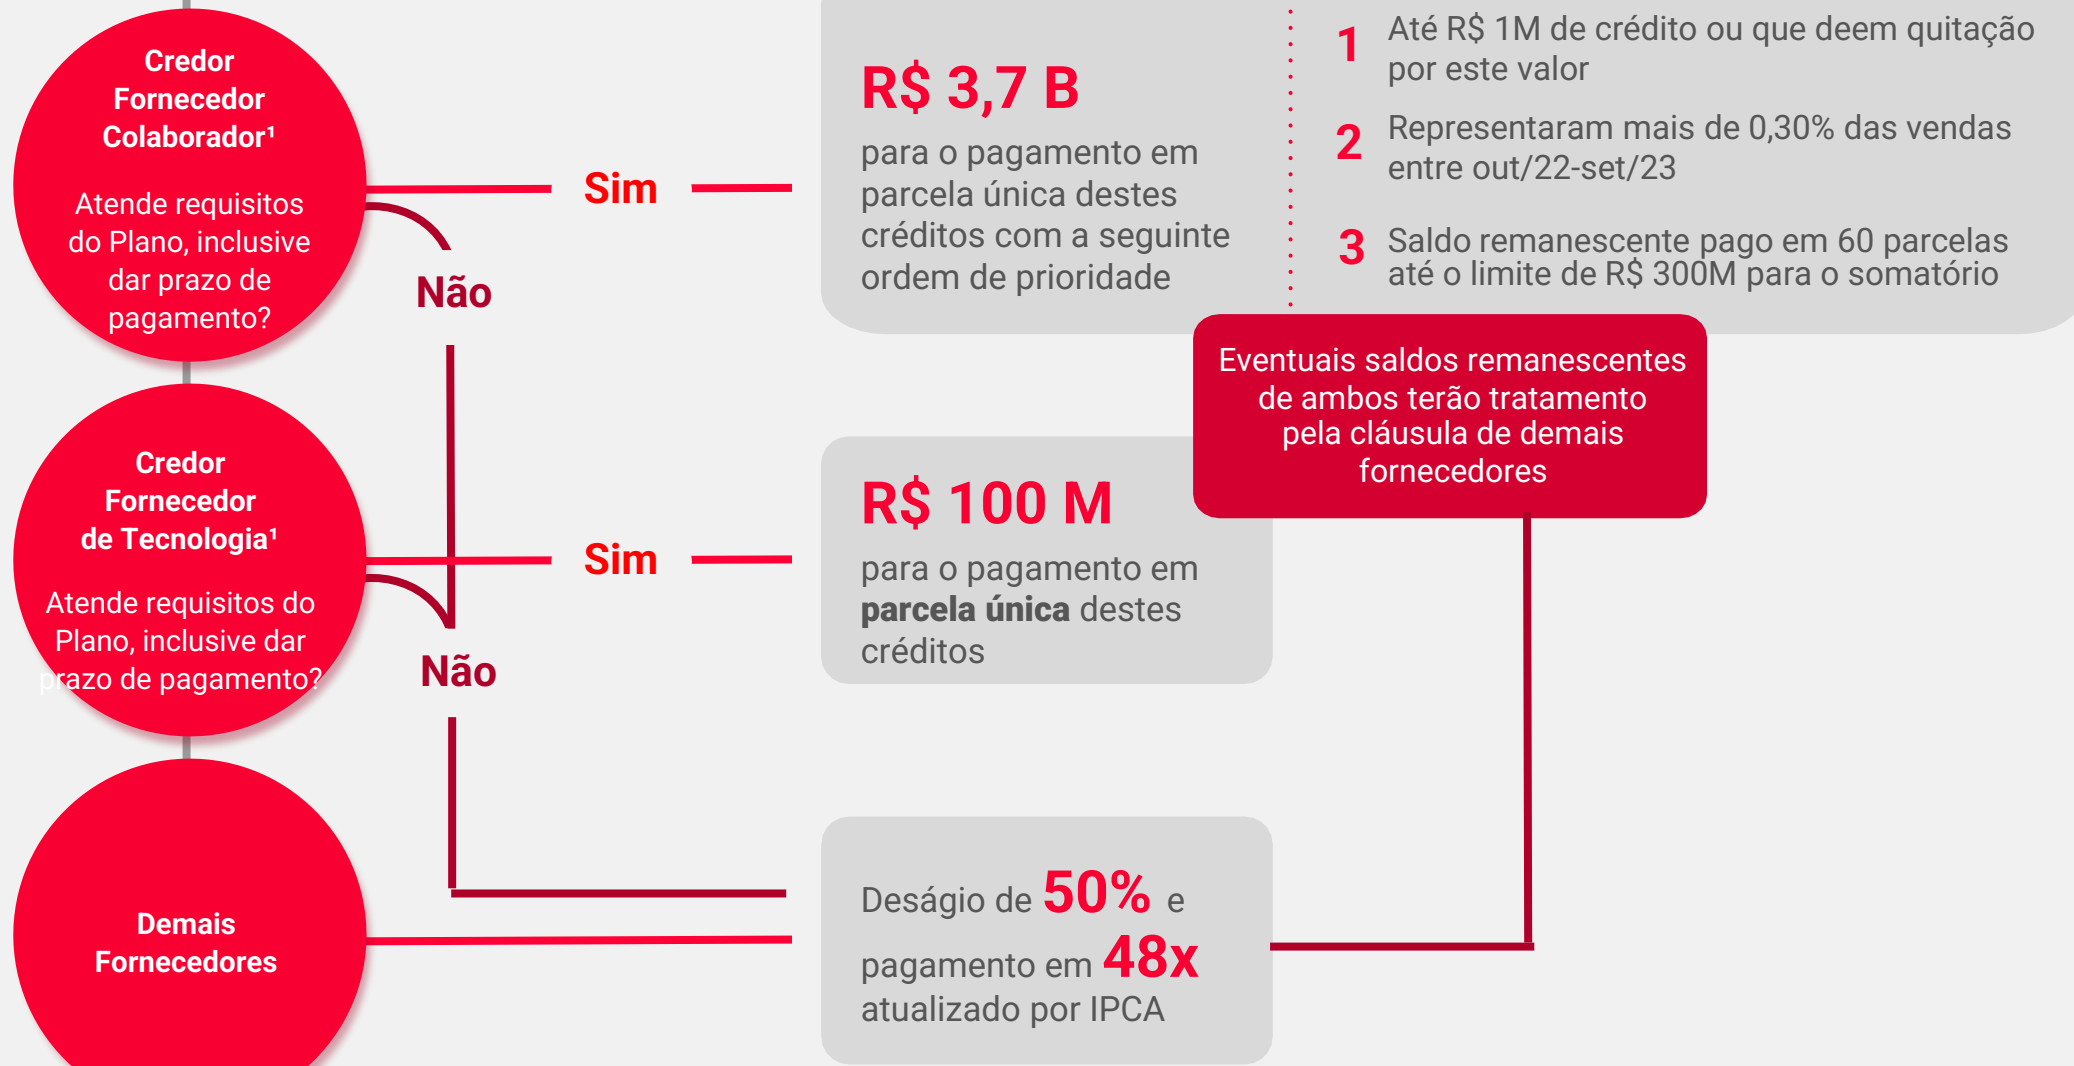 Credor
Fornecedor
Colaborador¹
Atende requisitos
do Plano, inclusive
dar prazo de
pagamento?
Sim
Não
R$ 3,7 B
para o pagamento em
parcela única destes
créditos com a seguinte
ordem de prioridade
1 Até R$ 1M de crédito ou que deem quitação
por este valor
2 Representaram mais de 0,30% das vendas
entre out/22-set/23
3 Saldo remanescente pago em 60 parcelas
até o limite de R$ 300M para o somatório
Eventuais saldos remanescentes
de ambos terão tratamento
pela cláusula de demais
fornecedores
Credor
Fornecedor
de Tecnologia¹
Atende requisitos do
Plano, inclusive dar
prazo de pagamento?
Sim
Não
R$ 100 M
para o pagamento em
parcela única destes
créditos
Demais
Fornecedores
Deságio de 50% e
pagamento em 48x
atualizado por IPCA